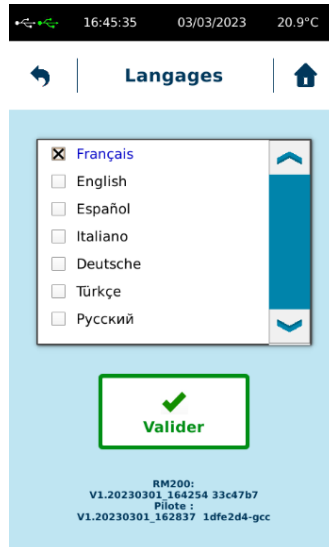 16:45:35 03/03/2023 20.9°C
Langages
Français
English
Español
Italiano
Deutsche
Türkçe
Русский
Valider
RM200:
V1.20230301_164254 33c47b7
Pilote :
V1.20230301_162837 1dfe2d4-gcc